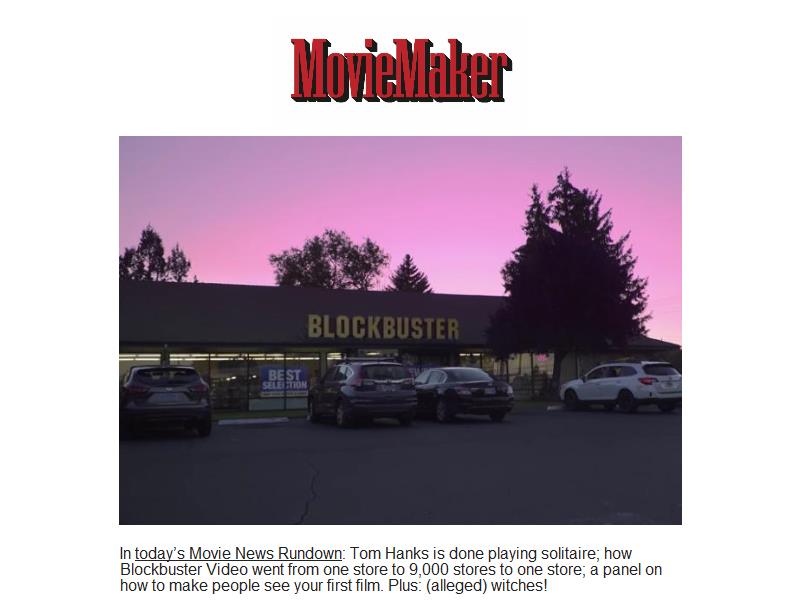 MovieMaker
BLOCKBUSTER
BEST
SELECTION
In today's Movie News Rundown: Tom Hanks is done playing solitaire; how
Blockbuster Video went from one store to 9,000 stores to one store; a panel on
how to make people see your first film. Plus: (alleged) witches!